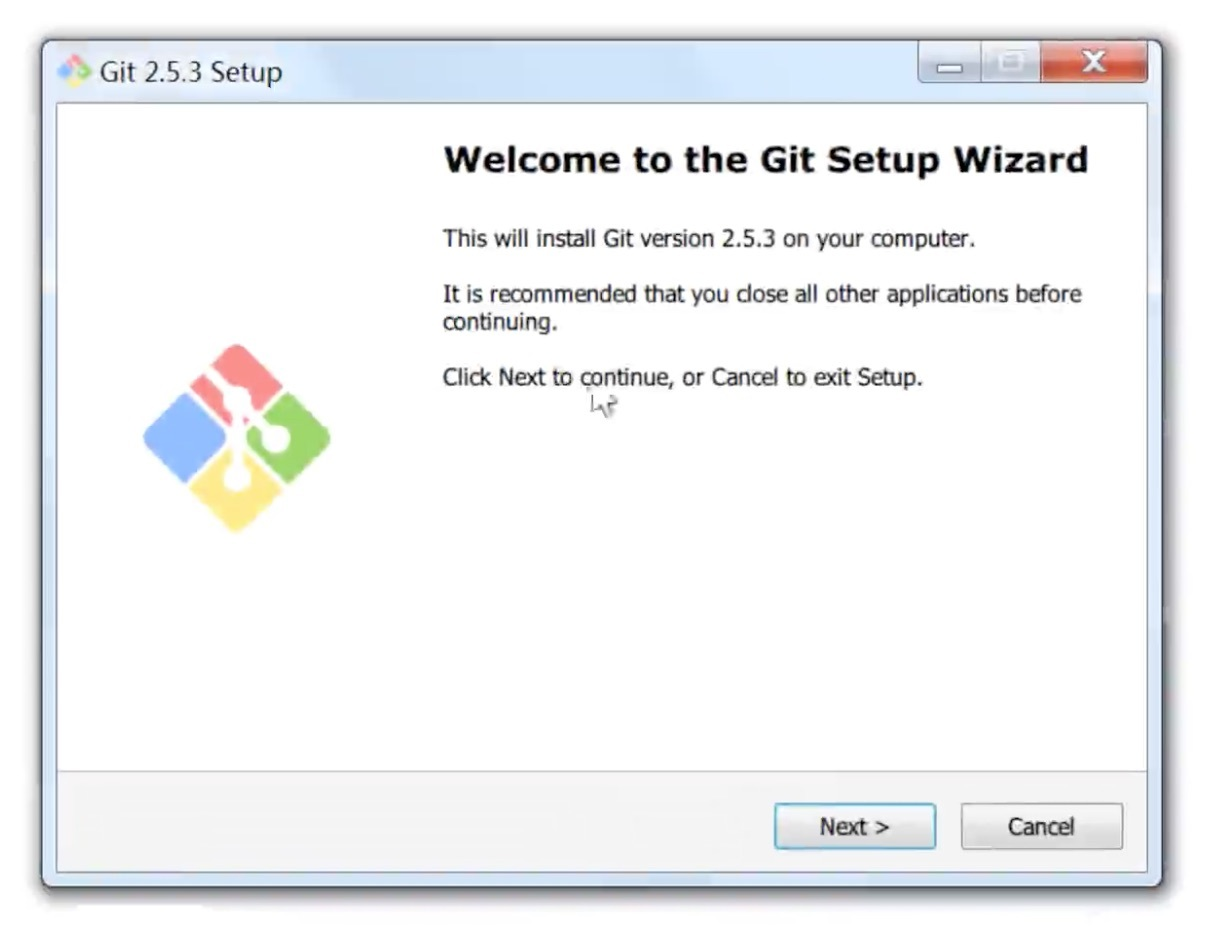 Git 2.5.3 Setup
Welcome to the Git Setup Wizard
This will install Git version 2.5.3 on your computer.
It is recommended that you close all other applications before
continuing.
Click Next to continue, or Cancel to exit Setup.
Next >
Cancel